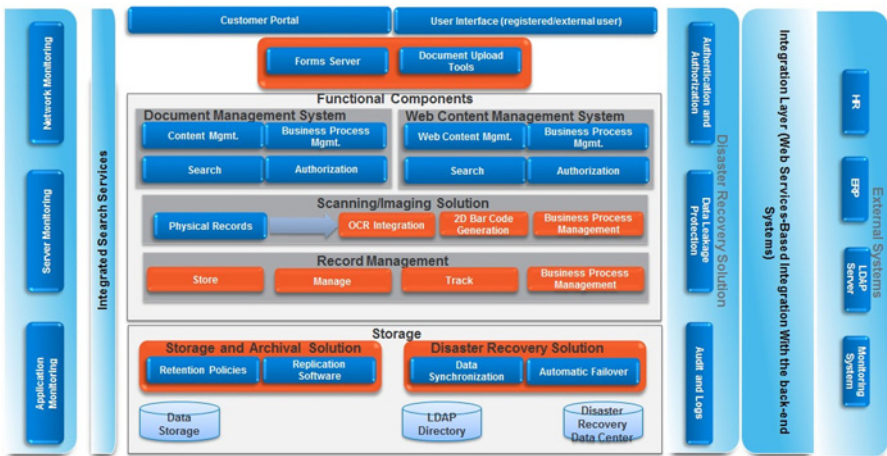 Network Monitoring
Server Monitoring
Application
Monitoring
Integrated Search Services
Customer Portal
User Interface (registered/external user)
Forms Server
Document Upload
Tools
Functional Components
Document Management System
Content Mgmt.
Business Process
Mgmt.
Search
Authorization
Web Content Management System
Web Content Mgmt.
Business Process
Mgmt.
Search
Authorization
Scanning/Imaging Solution
Physical Records
OCR Integration
2D Bar Code
Generation
Business Process
Management
Record Management
Store
Manage
Track
Business Process
Management
Storage
Storage and Archival Solution
Retention Policies
Replication
Software
Disaster Recovery Solution
Data
Synchronization
Automatic Failover
Data
Storage
LDAP
Directory
Disaster
Recovery
Data Center
Authentication and
Authorization
Data Leakage
Protection
Audit and Logs
Disaster Recovery Solution
Integration Layer (Web Services-Based Integration With the back-end
Systems)
HR
ERP
LDAP
Server
Monitoring
System
External Systems